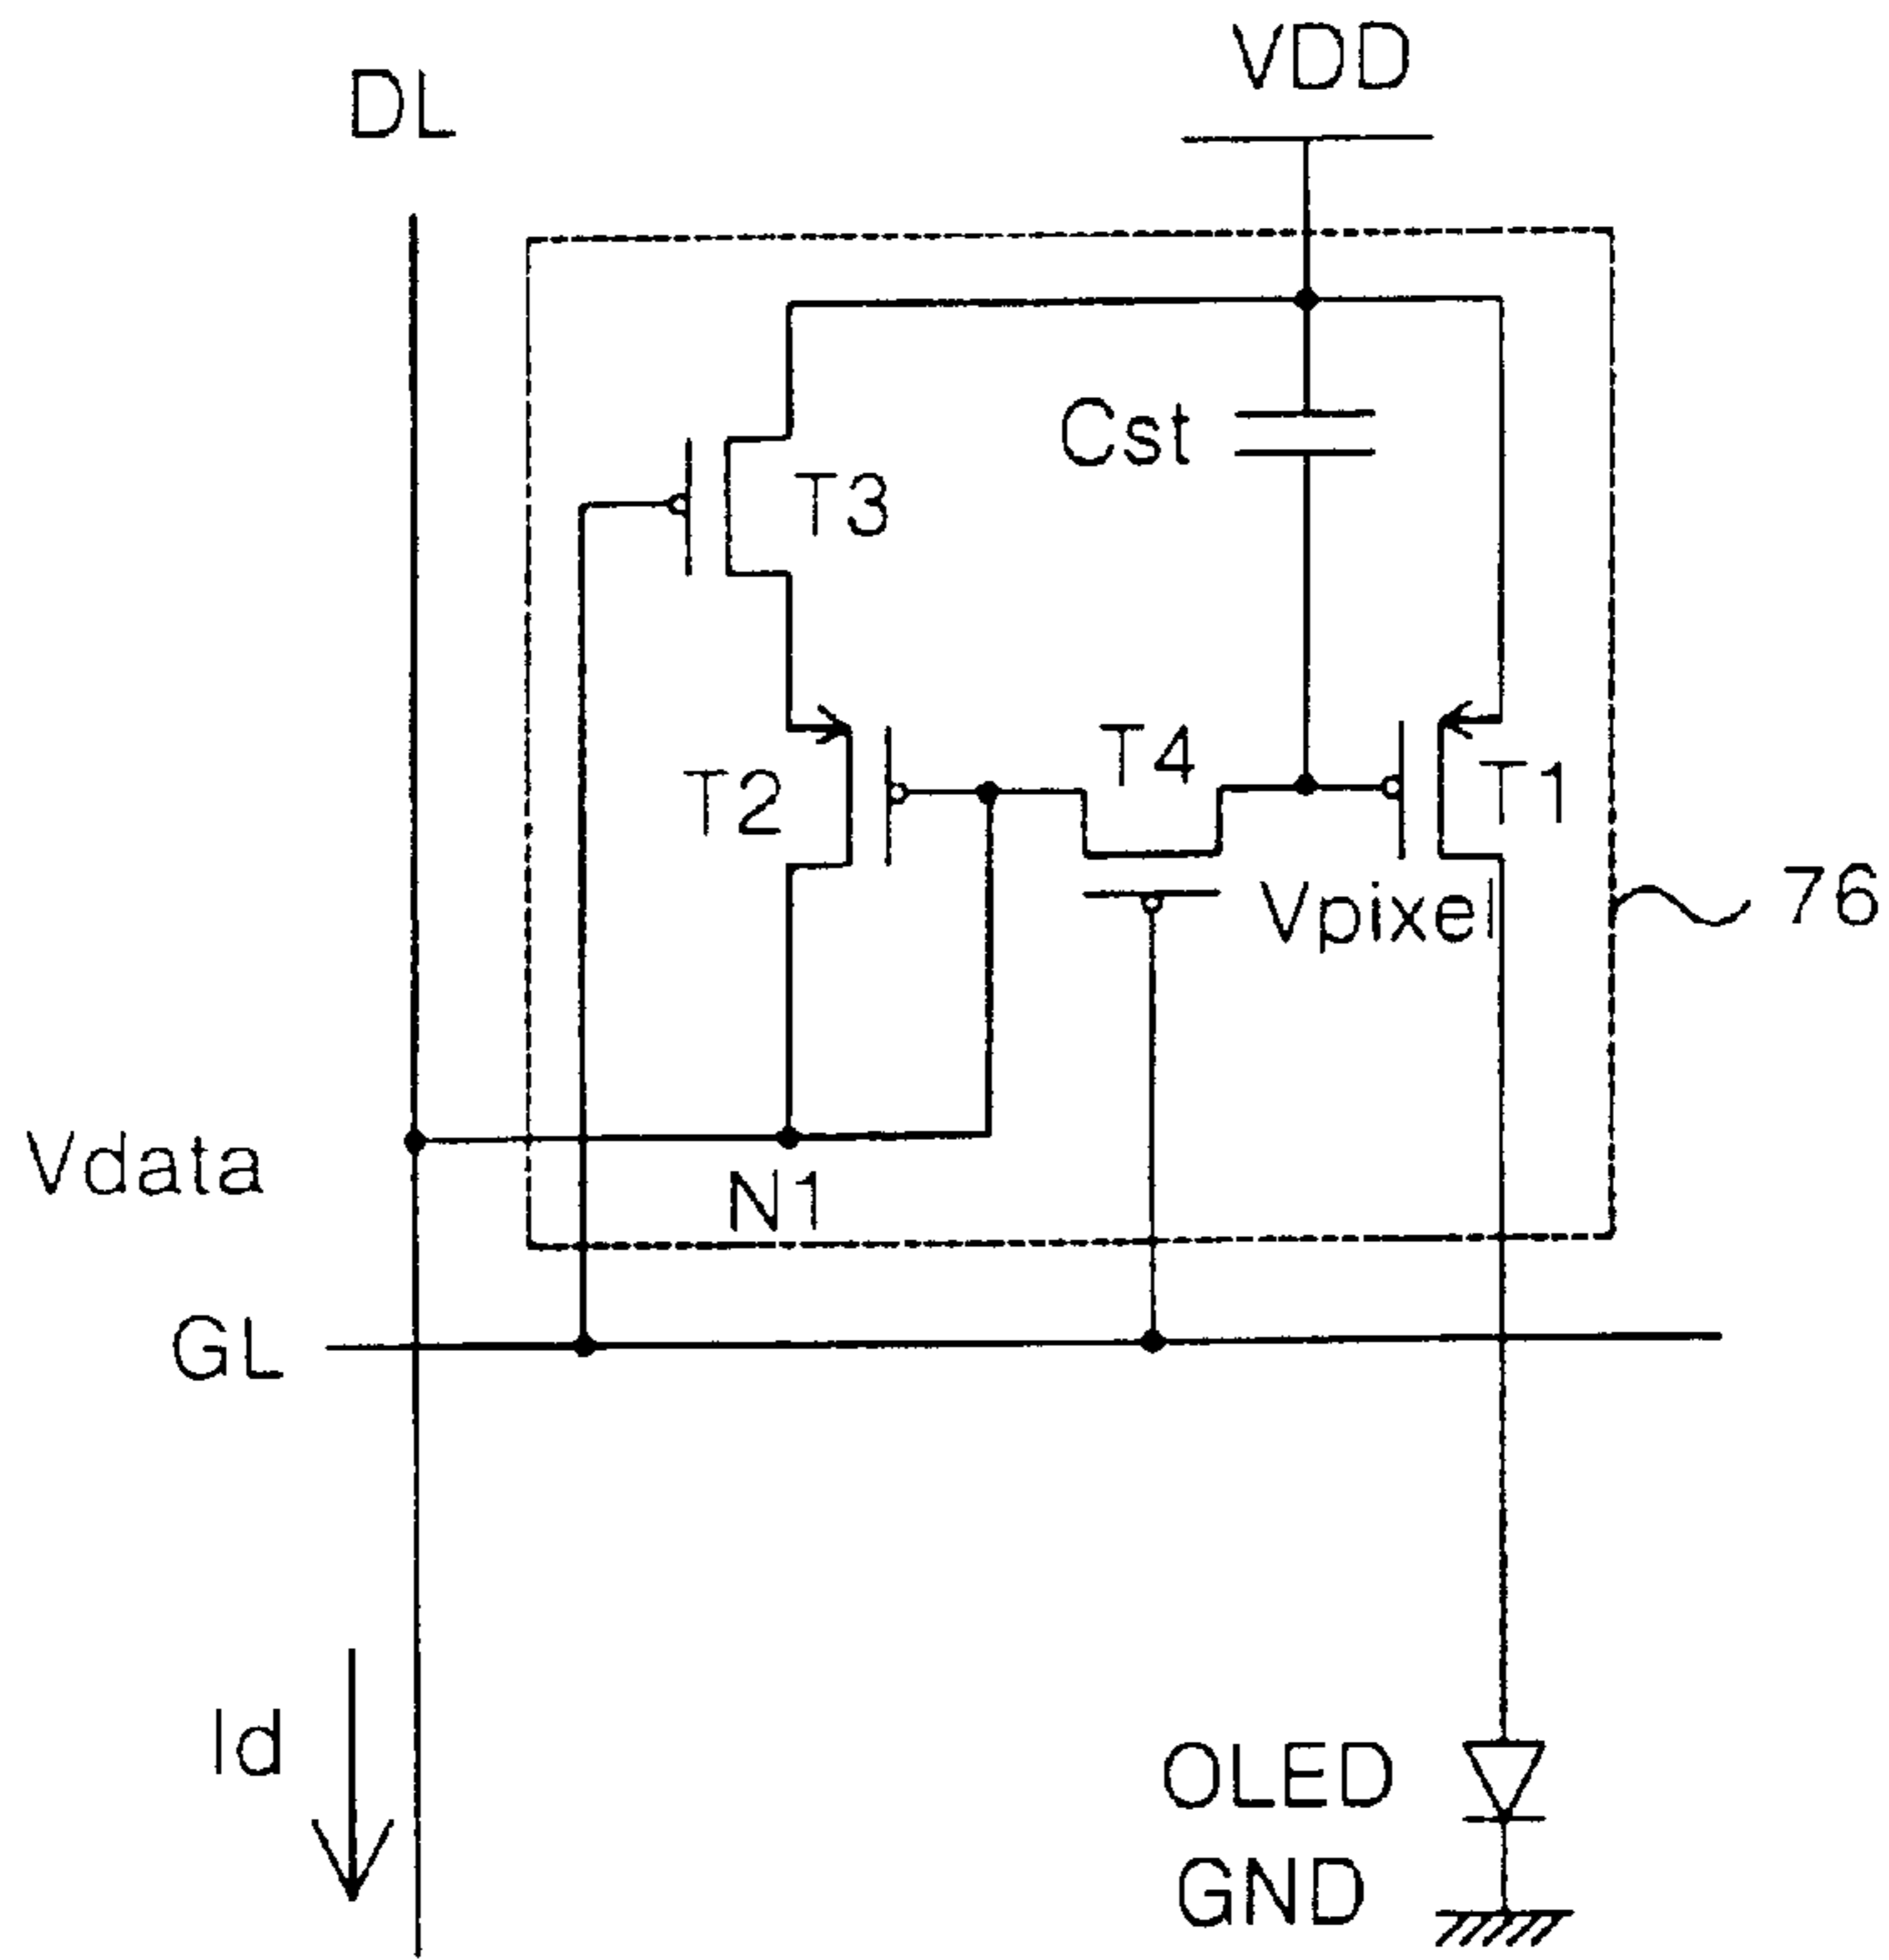 VDD
DL
Cst
T3
T4
T2
T1
Vpixel
76
Vdata
N1
GL
Id
OLED
GND